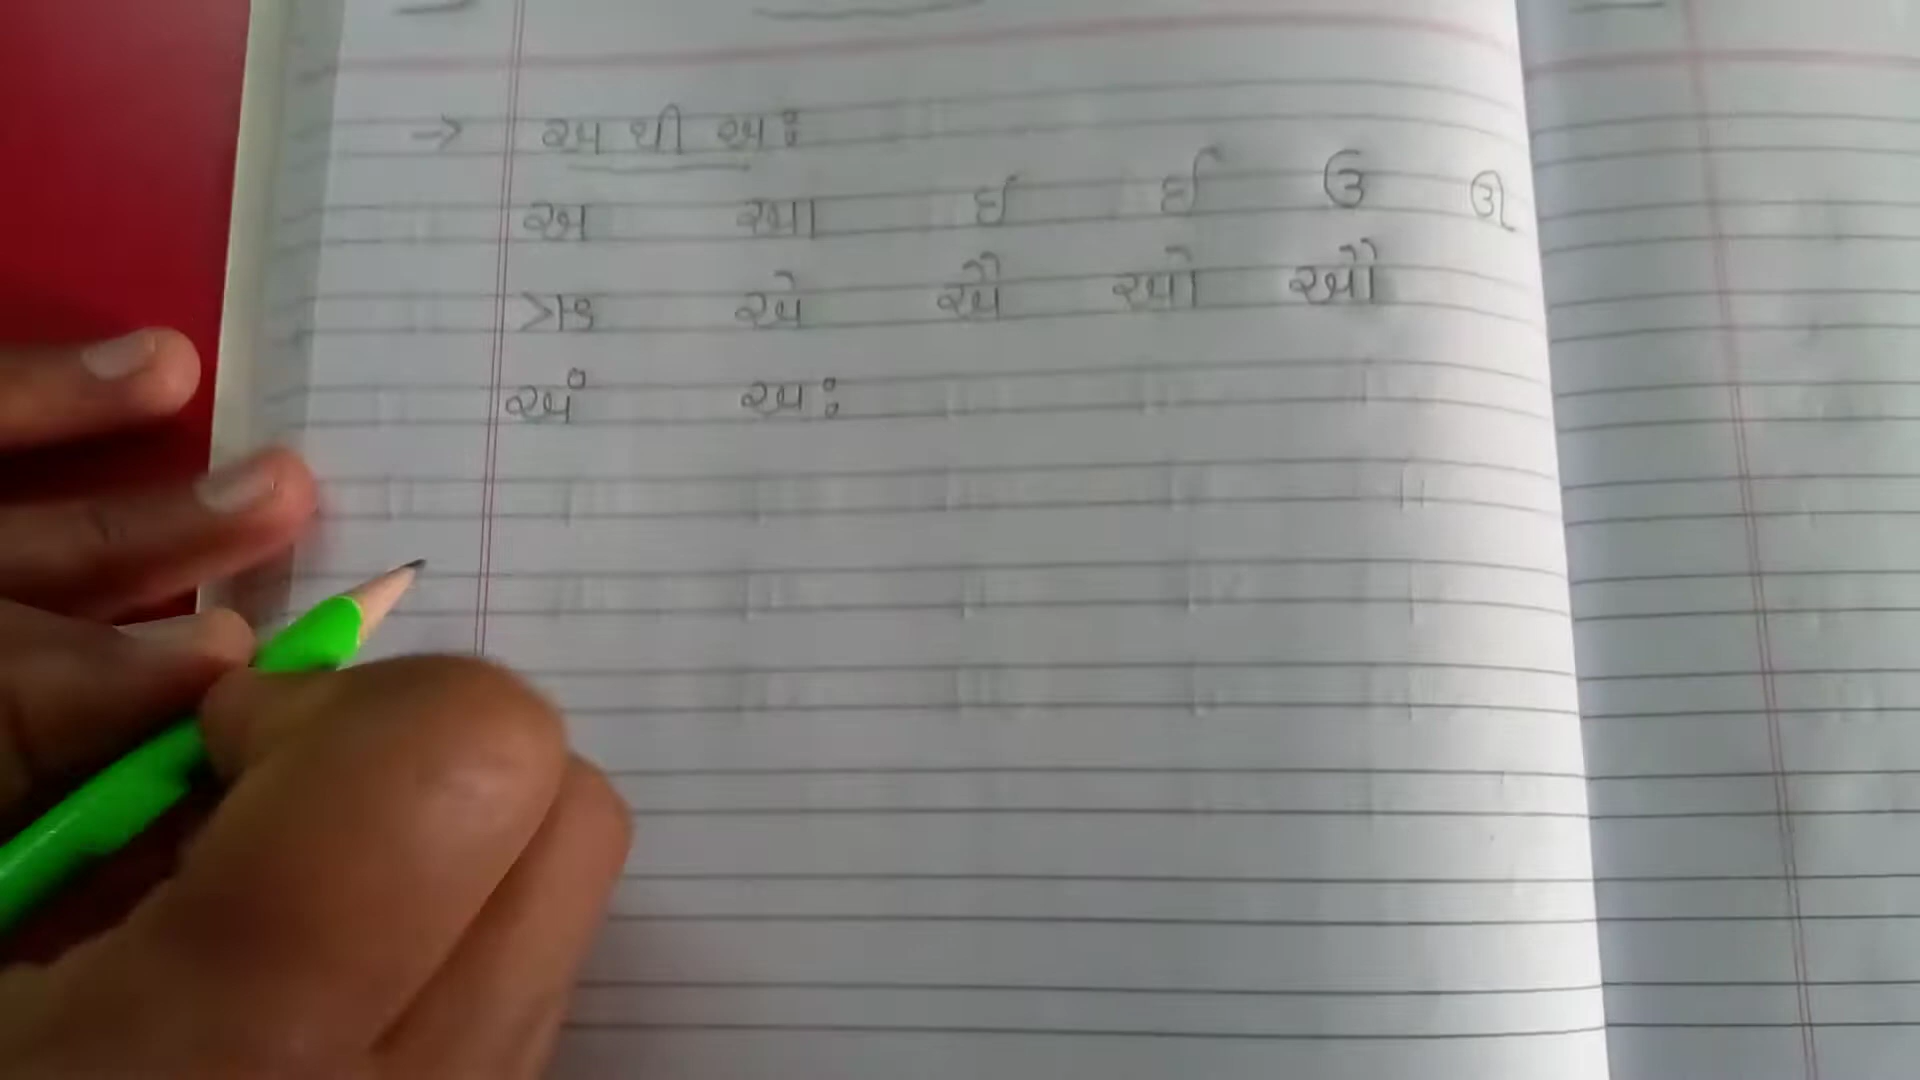 → અ થી અઃ
અ આ ઇ ઈ ઉ ઊ
ઋ એ ઐ ઓ ઔ
અં અઃ